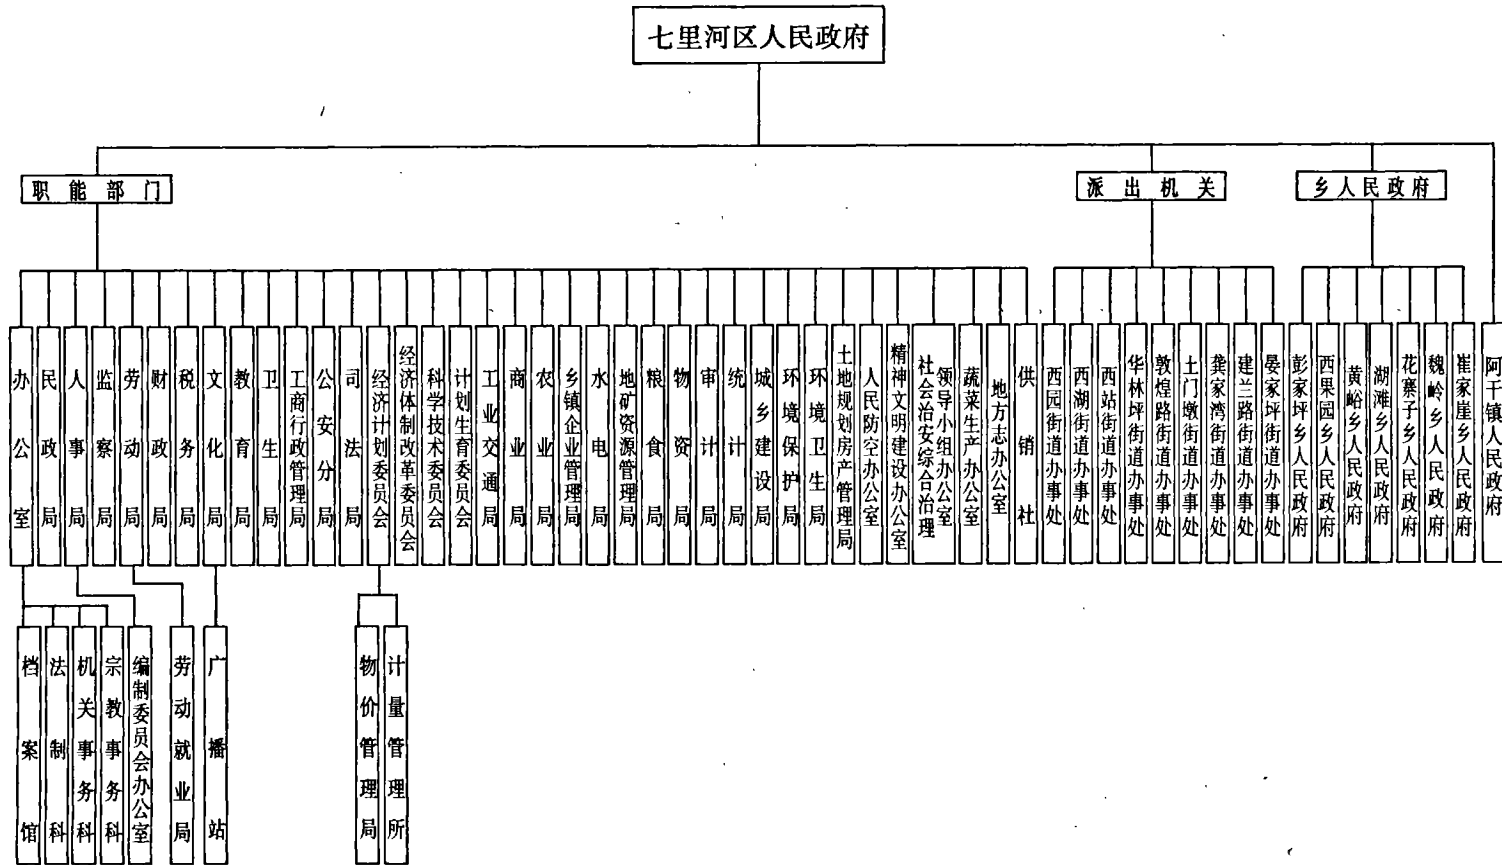 七里河区人民政府
职能部门
派出机关
乡人民政府
办公室
民政局
人事局
监察局
劳动局
财政局
税务局
文化局
教育局
卫生局
工商行政管理局
公安分局
司法局
经济计划委员会
经济体制改革委员会
科学技术委员会
计划生育委员会
工业交通局
商业局
农业局
乡镇企业管理局
水电局
地矿资源管理局
粮食局
物资局
审计局
统计局
城乡建设局
环境保护局
环境卫生局
土地规划房产管理局
人民防空办公室
精神文明建设办公室
社会治安综合治理
领导小组办公室
蔬菜生产办公室
地方志办公室
供销社
西园街道办事处
西湖街道办事处
西站街道办事处
华林坪街道办事处
敦煌路街道办事处
土门墩街道办事处
龚家湾街道办事处
建兰路街道办事处
晏家坪街道办事处
彭家坪乡人民政府
西果园乡人民政府
黄峪乡人民政府
湖滩乡人民政府
花寨子乡人民政府
魏岭乡人民政府
崔家崖乡人民政府
阿干镇人民政府
档案馆
法制科
机关事务科
宗教事务科
编制委员会办公室
劳动就业局
广播站
物价管理局
计量管理所